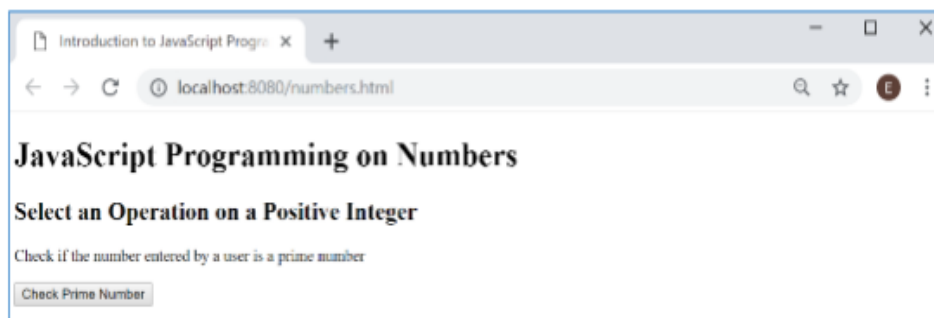 Introduction to JavaScript Progra
localhost:8080/numbers.html
E
JavaScript Programming on Numbers
Select an Operation on a Positive Integer
Check if the number entered by a user is a prime number
Check Prime Number